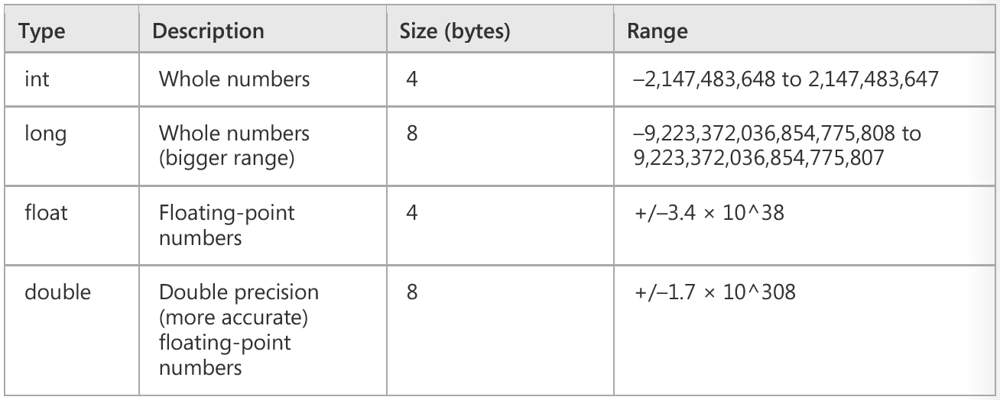 Type Description Size (bytes) Range
int Whole numbers 4 –2,147,483,648 to 2,147,483,647
long Whole numbers 8 –9,223,372,036,854,775,808 to
(bigger range) 9,223,372,036,854,775,807
float Floating-point 4 +/–3.4 × 10^38
numbers
double Double precision 8 +/–1.7 × 10^308
(more accurate)
floating-point
numbers